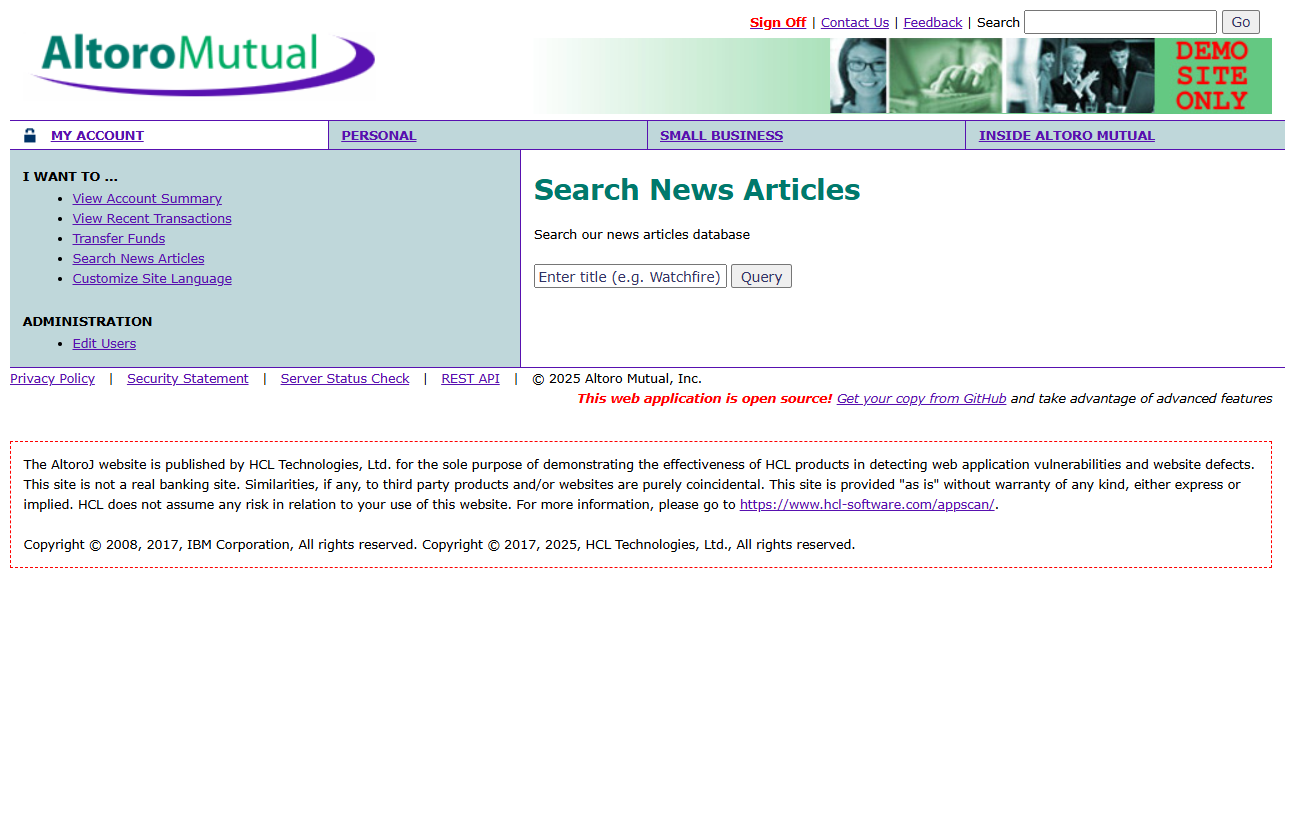 Sign Off | Contact Us | Feedback | Search Go
AltoroMutual
DEMO
SITE
ONLY
MY ACCOUNT PERSONAL SMALL BUSINESS INSIDE ALTORO MUTUAL
I WANT TO ...
• View Account Summary
• View Recent Transactions
• Transfer Funds
• Search News Articles
• Customize Site Language
ADMINISTRATION
• Edit Users
Search News Articles
Search our news articles database
Enter title (e.g. Watchfire) Query
Privacy Policy | Security Statement | Server Status Check | REST API | © 2025 Altoro Mutual, Inc.
This web application is open source! Get your copy from GitHub and take advantage of advanced features
The AltoroJ website is published by HCL Technologies, Ltd. for the sole purpose of demonstrating the effectiveness of HCL products in detecting web application vulnerabilities and website defects.
This site is not a real banking site. Similarities, if any, to third party products and/or websites are purely coincidental. This site is provided "as is" without warranty of any kind, either express or
implied. HCL does not assume any risk in relation to your use of this website. For more information, please go to https://www.hcl-software.com/appscan/.
Copyright © 2008, 2017, IBM Corporation, All rights reserved. Copyright © 2017, 2025, HCL Technologies, Ltd., All rights reserved.